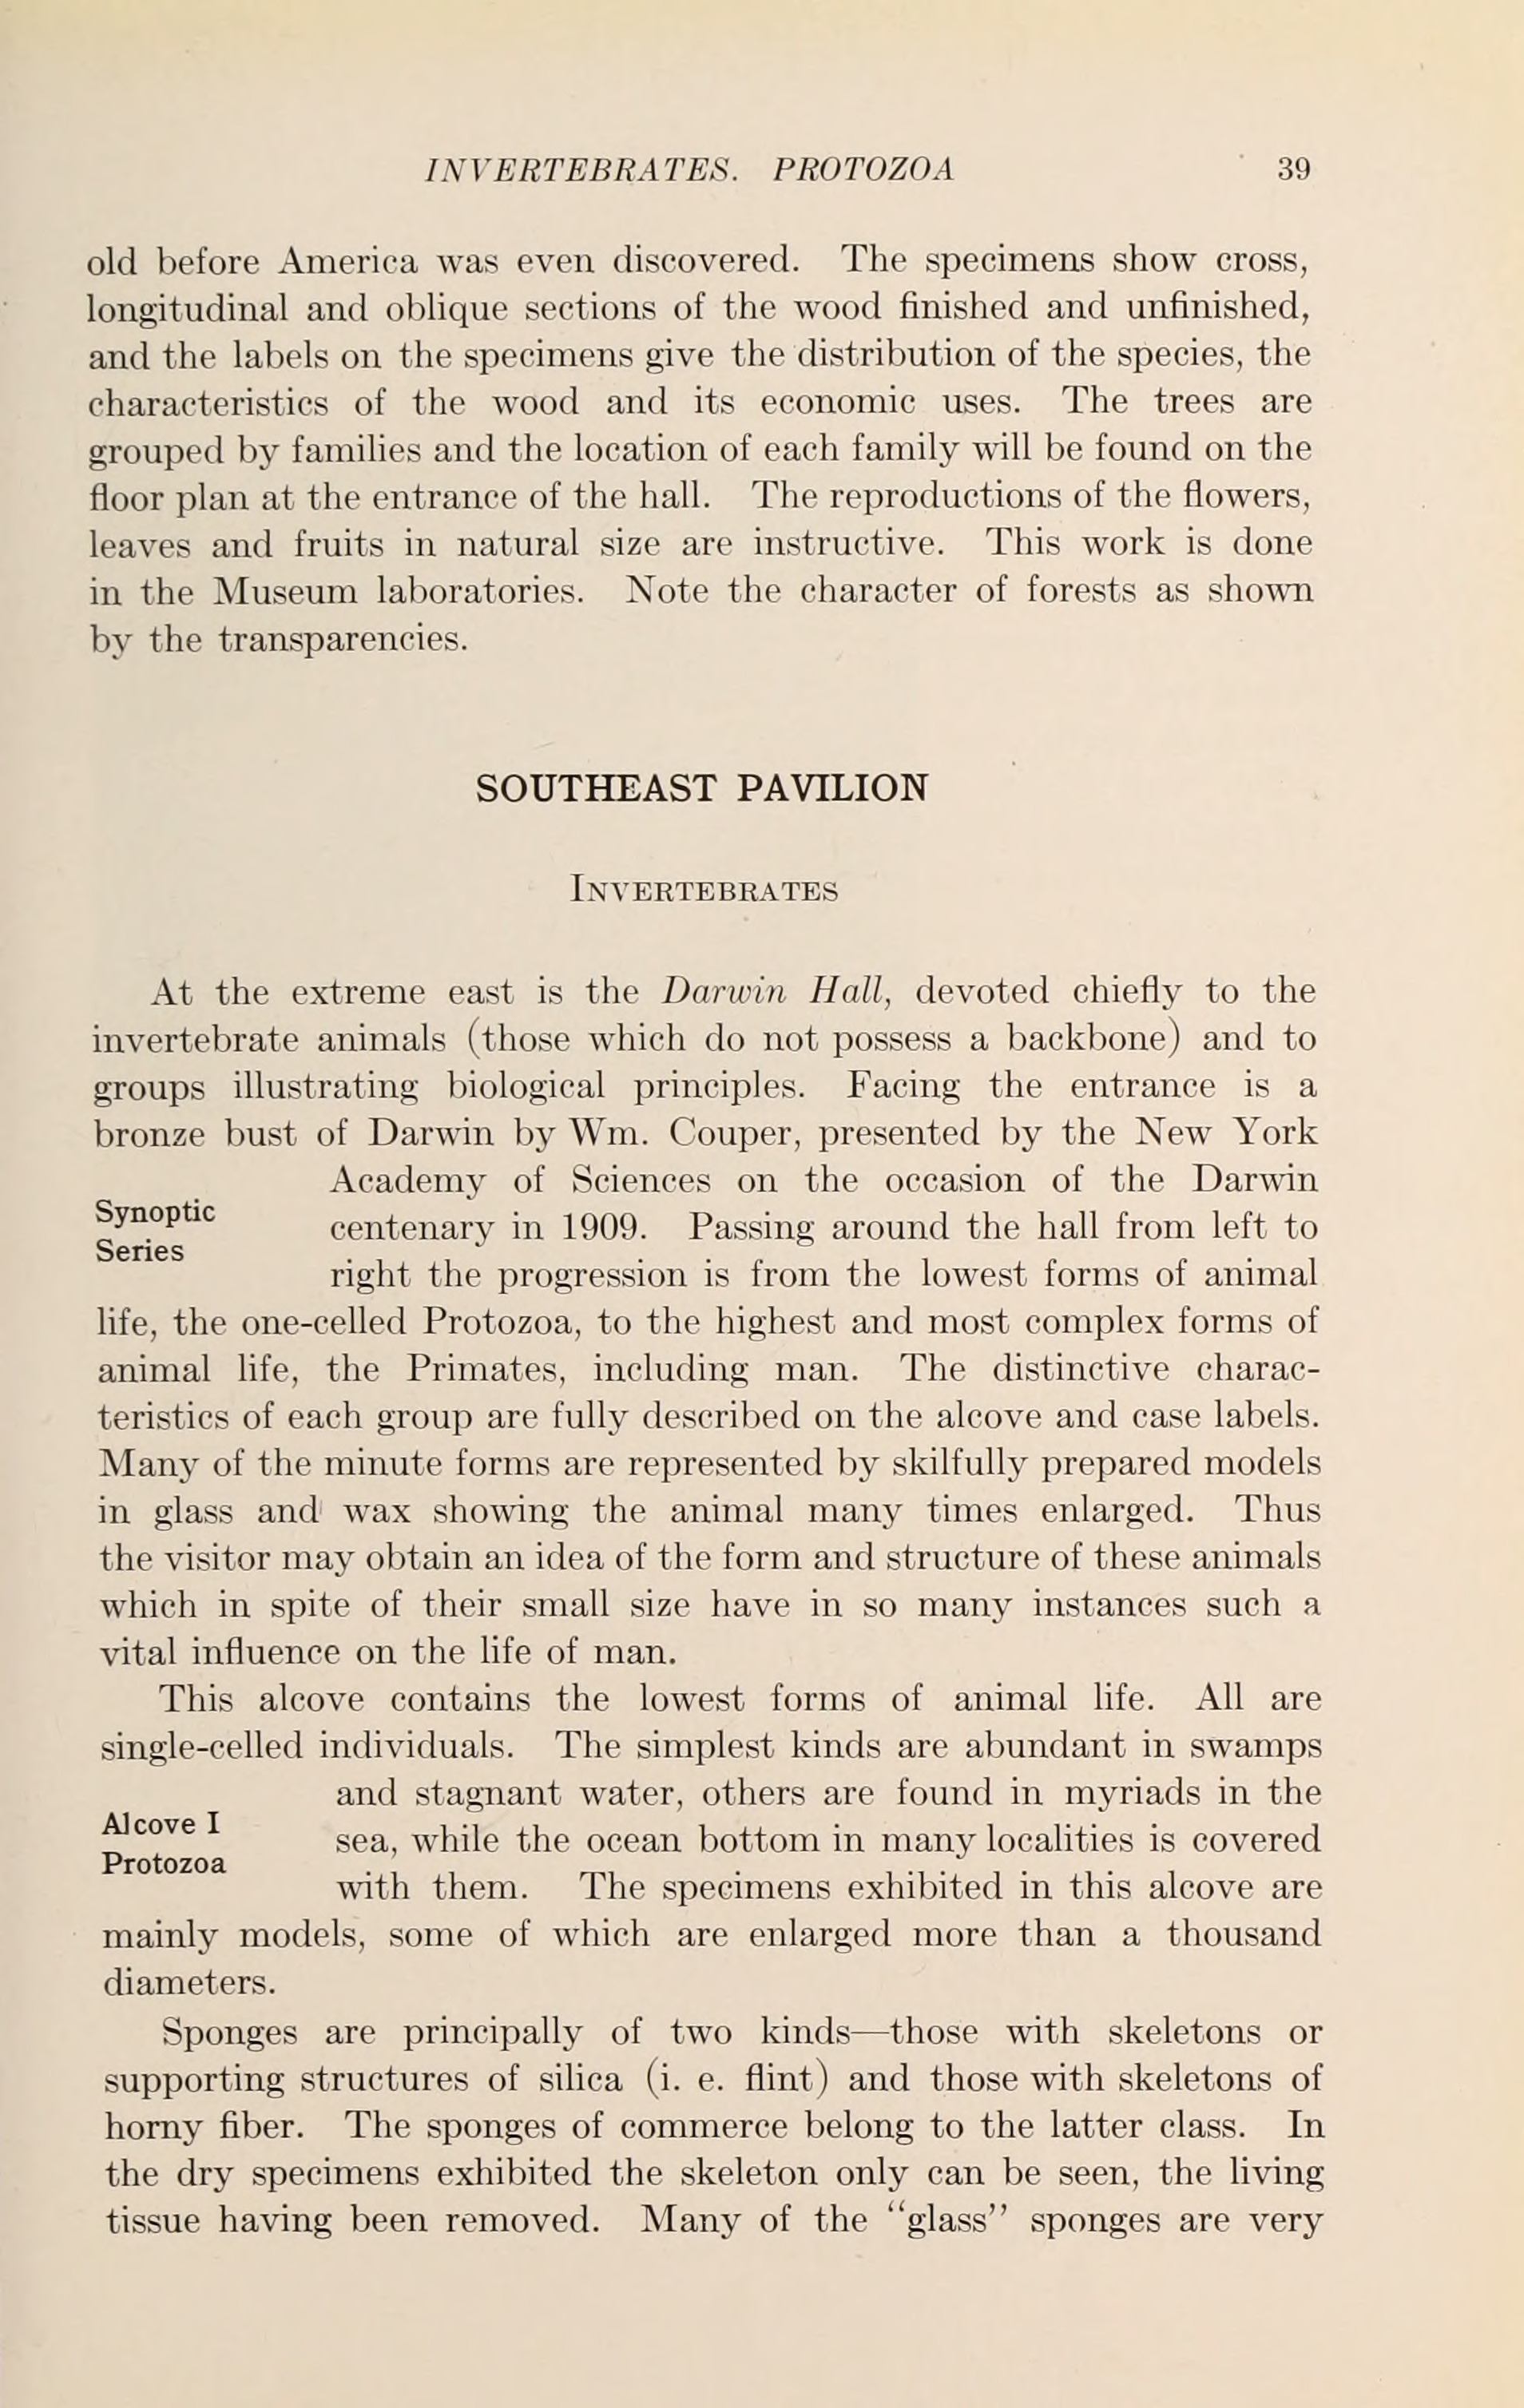 INVERTEBRATES. PROTOZOA 39
old before America was even discovered. The specimens show cross,
longitudinal and oblique sections of the wood finished and unfinished,
and the labels on the specimens give the distribution of the species, the
characteristics of the wood and its economic uses. The trees are
grouped by families and the location of each family will be found on the
floor plan at the entrance of the hall. The reproductions of the flowers,
leaves and fruits in natural size are instructive. This work is done
in the Museum laboratories. Note the character of forests as shown
by the transparencies.
SOUTHEAST PAVILION
INVERTEBRATES
At the extreme east is the Darwin Hall, devoted chiefly to the
invertebrate animals (those which do not possess a backbone) and to
groups illustrating biological principles. Facing the entrance is a
bronze bust of Darwin by Wm. Couper, presented by the New York
Academy of Sciences on the occasion of the Darwin
Synoptic
Series
centenary in 1909. Passing around the hall from left to
right the progression is from the lowest forms of animal
life, the one-celled Protozoa, to the highest and most complex forms of
animal life, the Primates, including man. The distinctive charac-
teristics of each group are fully described on the alcove and case labels.
Many of the minute forms are represented by skilfully prepared models
in glass and wax showing the animal many times enlarged. Thus
the visitor may obtain an idea of the form and structure of these animals
which in spite of their small size have in so many instances such a
vital influence on the life of man.
This alcove contains the lowest forms of animal life. All are
single-celled individuals. The simplest kinds are abundant in swamps
and stagnant water, others are found in myriads in the
Alcove I
Protozoa
sea, while the ocean bottom in many localities is covered
with them. The specimens exhibited in this alcove are
mainly models, some of which are enlarged more than a thousand
diameters.
Sponges are principally of two kinds—those with skeletons or
supporting structures of silica (i. e. flint) and those with skeletons of
horny fiber. The sponges of commerce belong to the latter class. In
the dry specimens exhibited the skeleton only can be seen, the living
tissue having been removed. Many of the "glass" sponges are very